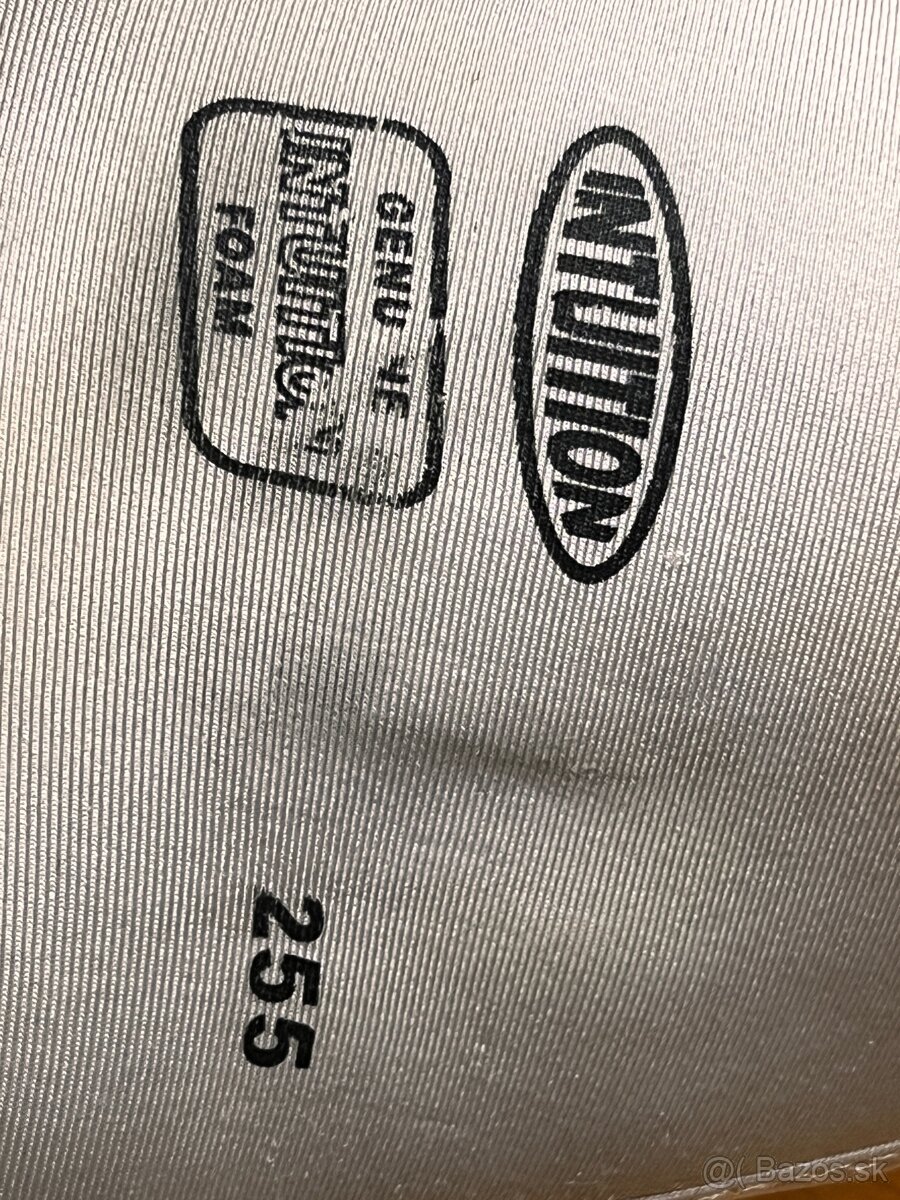 INTUITION
GENUINE
INTUITION
FOAM
255
@( Bazos.sk